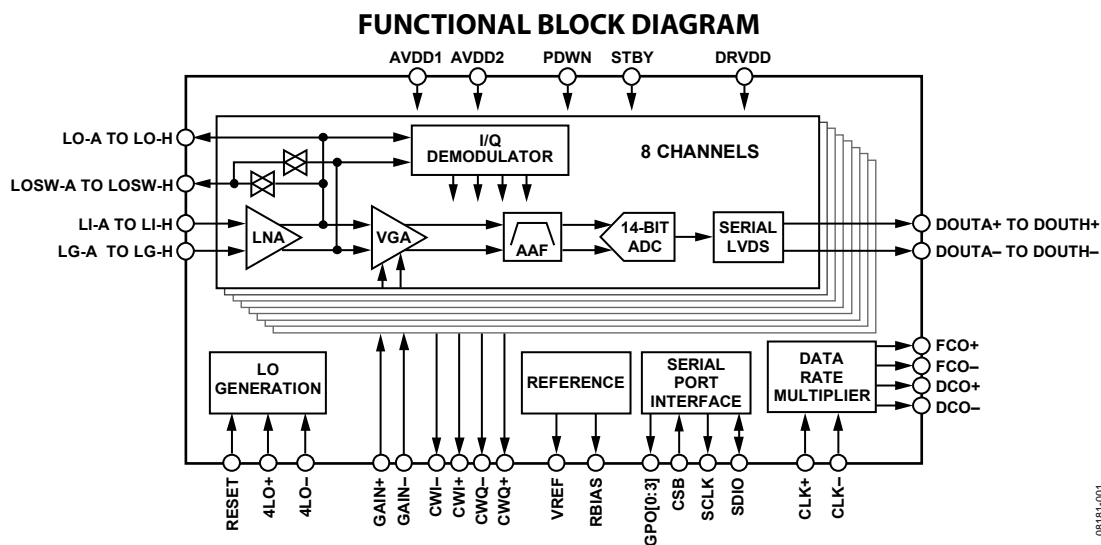 FUNCTIONAL BLOCK DIAGRAM
AVDD1 AVDD2 PDWN STBY DRVDD
LO-A TO LO-H
LOSW-A TO LOSW-H
LI-A TO LI-H
LG-A TO LG-H
I/Q
DEMODULATOR
8 CHANNELS
LNA
VGA
AAF
14-BIT
ADC
SERIAL
LVDS
DOUTA+ TO DOUTH+
DOUTA– TO DOUTH–
LO
GENERATION
REFERENCE
SERIAL
PORT
INTERFACE
DATA
RATE
MULTIPLIER
FCO+
FCO–
DCO+
DCO–
RESET
4LO+
4LO–
GAIN+
GAIN–
CWI–
CWI+
CWQ–
CWQ+
VREF
RBIAS
GPO[0:3]
CSB
SCLK
SDIO
CLK+
CLK–
08181-001